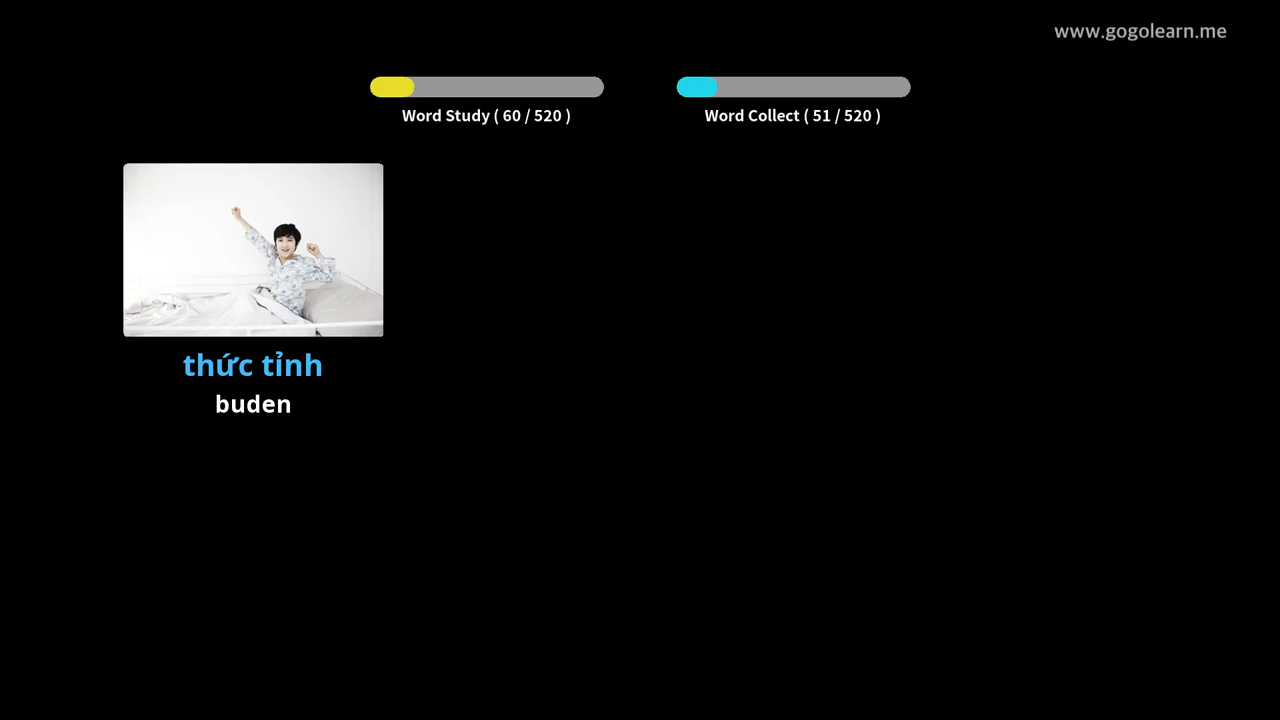 www.gogolearn.me
Word Study ( 60 / 520 )
Word Collect ( 51 / 520 )
thức tỉnh
buden